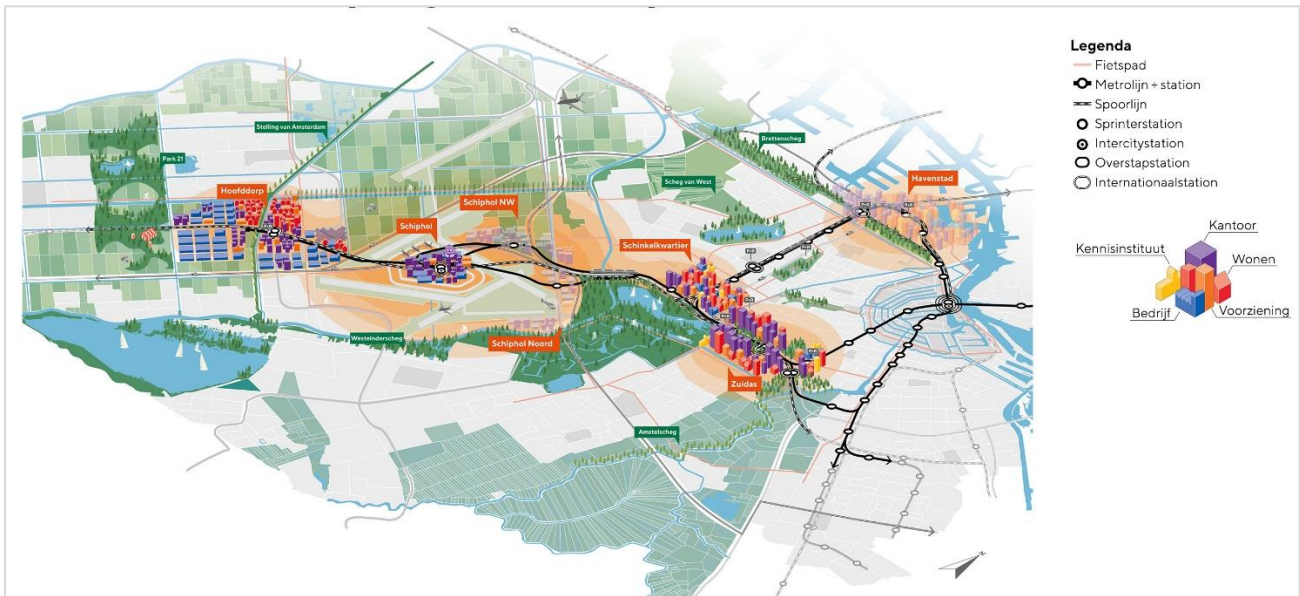 Stelling van Amsterdam
Park 21
Hoofddorp
Schiphol
Schiphol NW
Schinkelkwartier
Scheg van West
Brettenscheg
Havenstad
Westeinderscheg
Schiphol Noord
Zuidas
Amstelscheg
Legenda
Fietspad
Metrolijn + station
Spoorlijn
Sprinterstation
Intercitystation
Overstapstation
Internationaalstation
Kantoor
Kennisinstituut
Wonen
Bedrijf
Voorziening